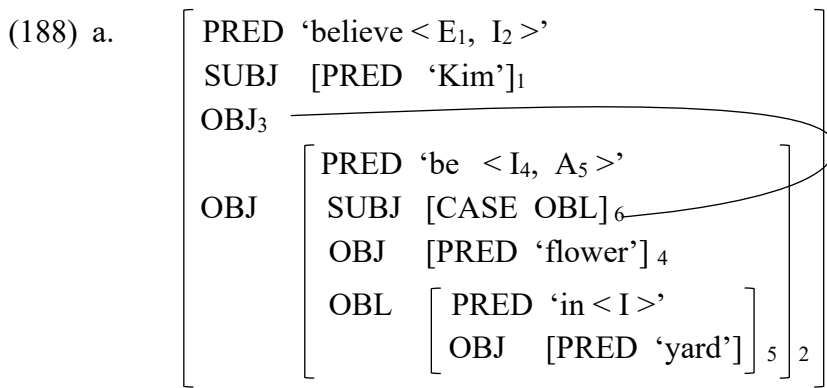 (188) a. PRED ‘believe < E₁, I₂ >’
SUBJ [PRED ‘Kim’]₁
OBJ₃
PRED ‘be < I₄, A₅ >’
OBJ SUBJ [CASE OBL]₆
OBJ [PRED ‘flower’]₄
OBL PRED ‘in < I >’
OBJ [PRED ‘yard’] ₅ ₂